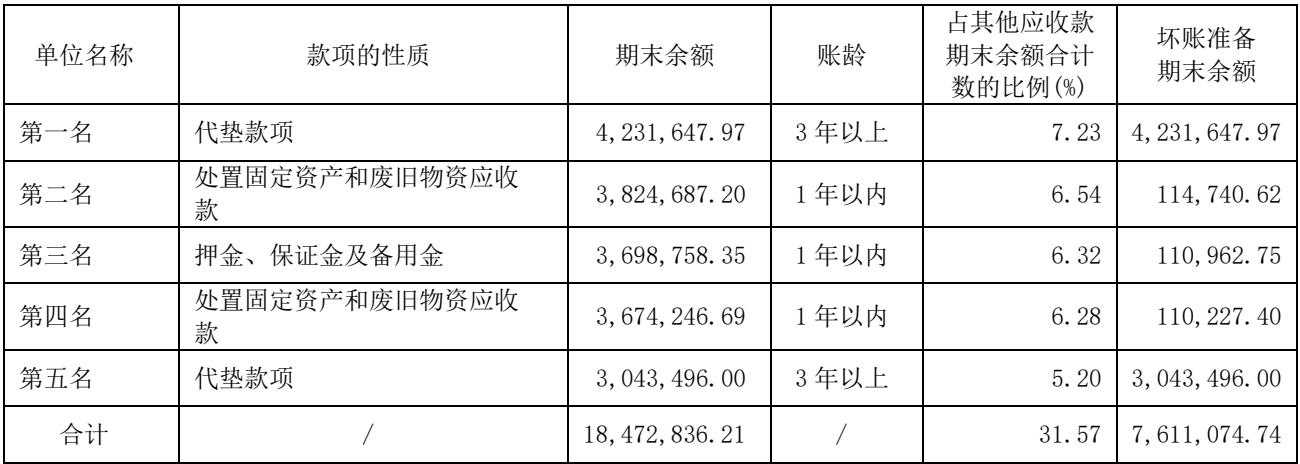 单位名称 款项的性质 期末余额 账龄 占其他应收款期末余额合计数的比例(%) 坏账准备期末余额
第一名 代垫款项 4,231,647.97 3年以上 7.23 4,231,647.97
第二名 处置固定资产和废旧物资应收款 3,824,687.20 1年以内 6.54 114,740.62
第三名 押金、保证金及备用金 3,698,758.35 1年以内 6.32 110,962.75
第四名 处置固定资产和废旧物资应收款 3,674,246.69 1年以内 6.28 110,227.40
第五名 代垫款项 3,043,496.00 3年以上 5.20 3,043,496.00
合计 / 18,472,836.21 / 31.57 7,611,074.74